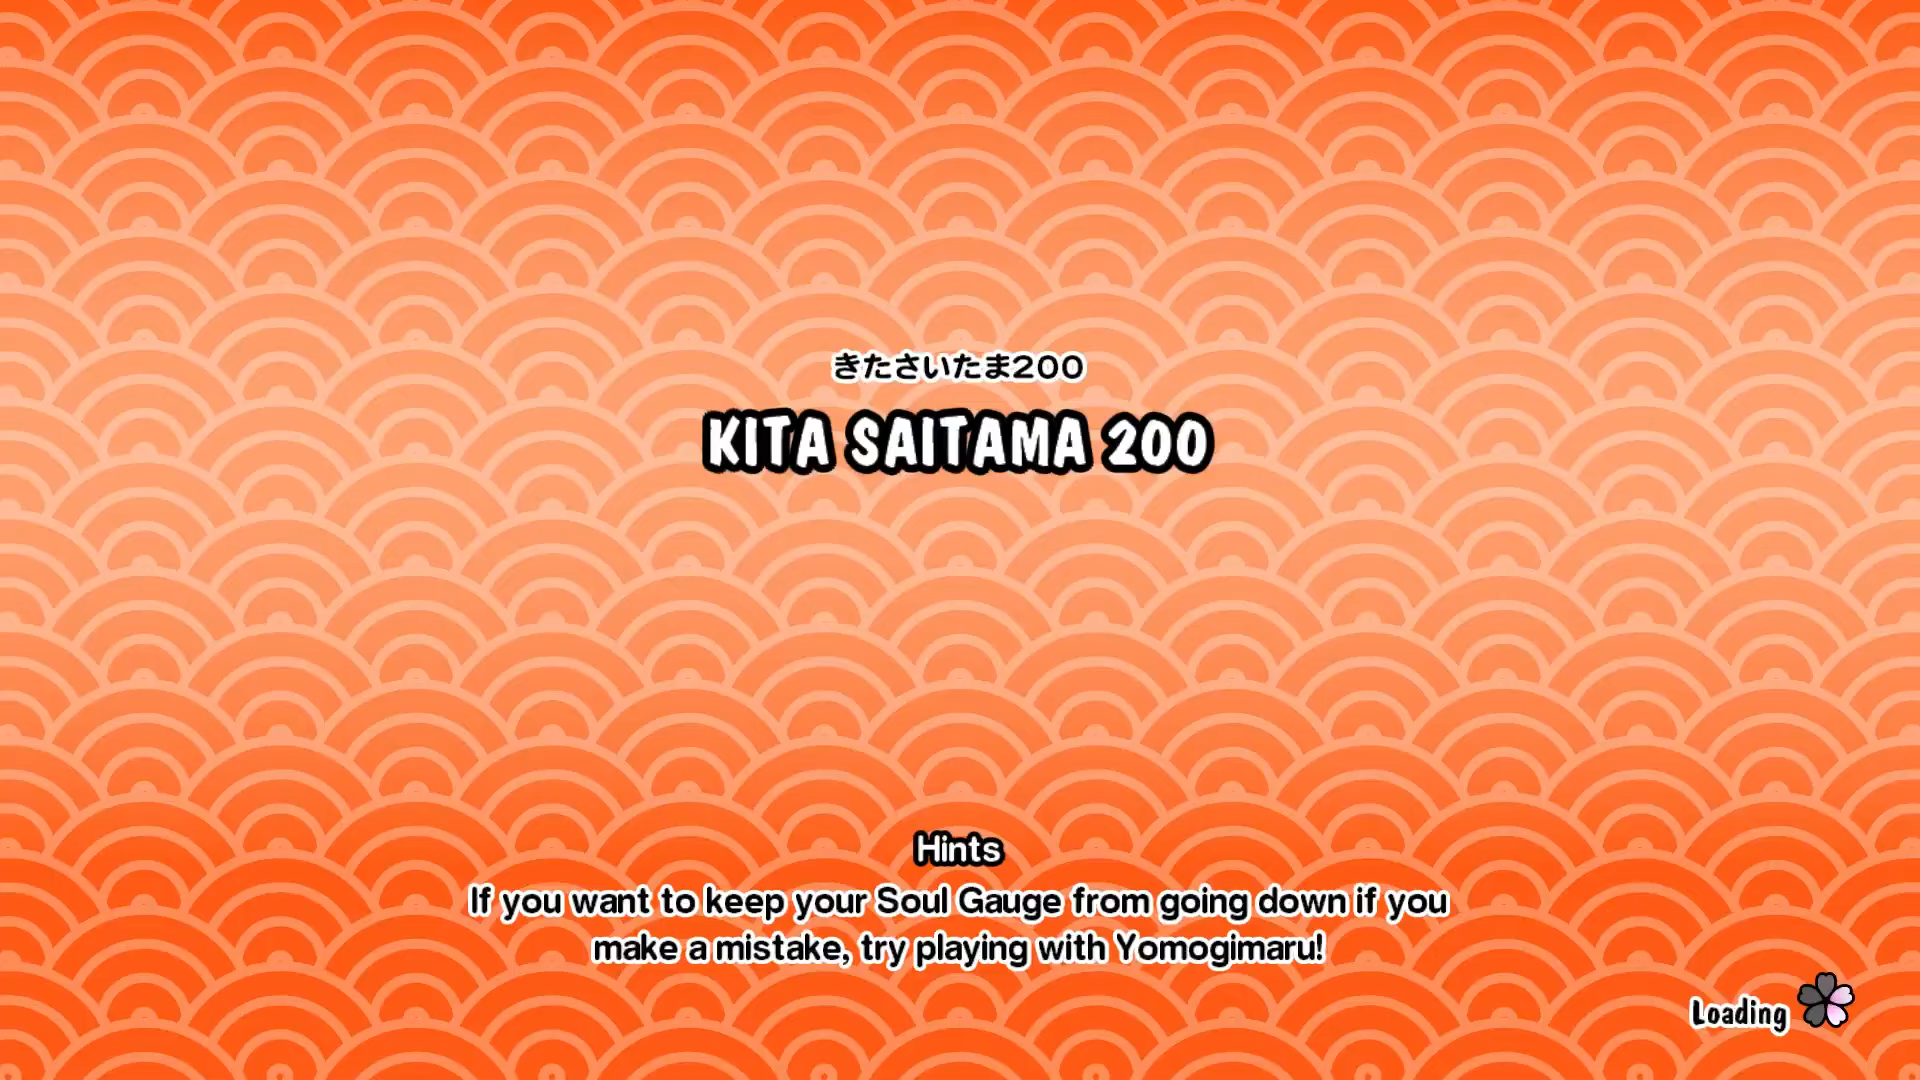 きたさいたま200
KITA SAITAMA 200
Hints
If you want to keep your Soul Gauge from going down if you
make a mistake, try playing with Yomogimaru!
Loading